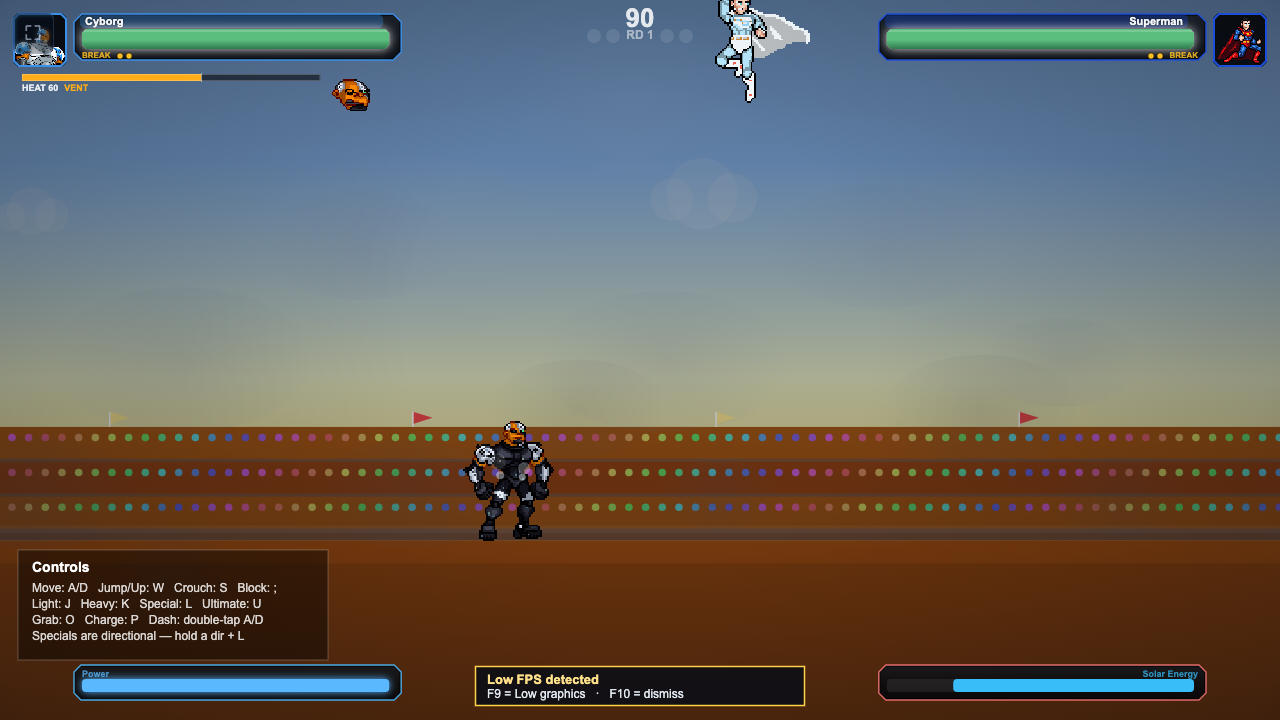 Cyborg
BREAK
HEAT 60 VENT
90
RD 1
Superman
BREAK
Controls
Move: A/D Jump/Up: W Crouch: S Block: ;
Light: J Heavy: K Special: L Ultimate: U
Grab: O Charge: P Dash: double-tap A/D
Specials are directional — hold a dir + L
Power
Low FPS detected
F9 = Low graphics · F10 = dismiss
Solar Energy